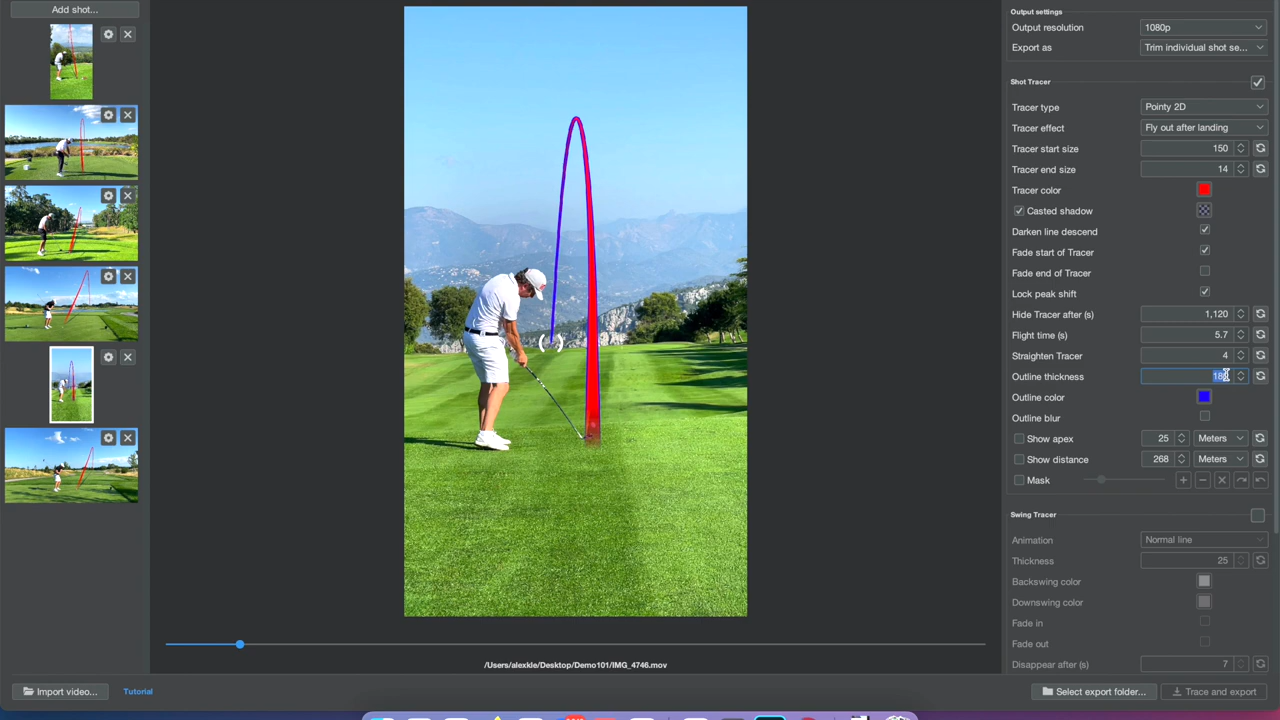 Add shot...
Output settings
Output resolution 1080p
Export as Trim individual shot se...
Shot Tracer
Tracer type Pointy 2D
Tracer effect Fly out after landing
Tracer start size 150
Tracer end size 14
Tracer color
Casted shadow
Darken line descend
Fade start of Tracer
Fade end of Tracer
Lock peak shift
Hide Tracer after (s) 1,120
Flight time (s) 5.7
Straighten Tracer 4
Outline thickness
Outline color
Outline blur
Show apex 25 Meters
Show distance 268 Meters
Mask
Swing Tracer
Animation Normal line
Thickness 25
Backswing color
Downswing color
Fade in
Fade out
Disappear after (s) 7
/Users/alexkle/Desktop/Demo101/IMG_4746.mov
Import video... Tutorial Select export folder... Trace and export